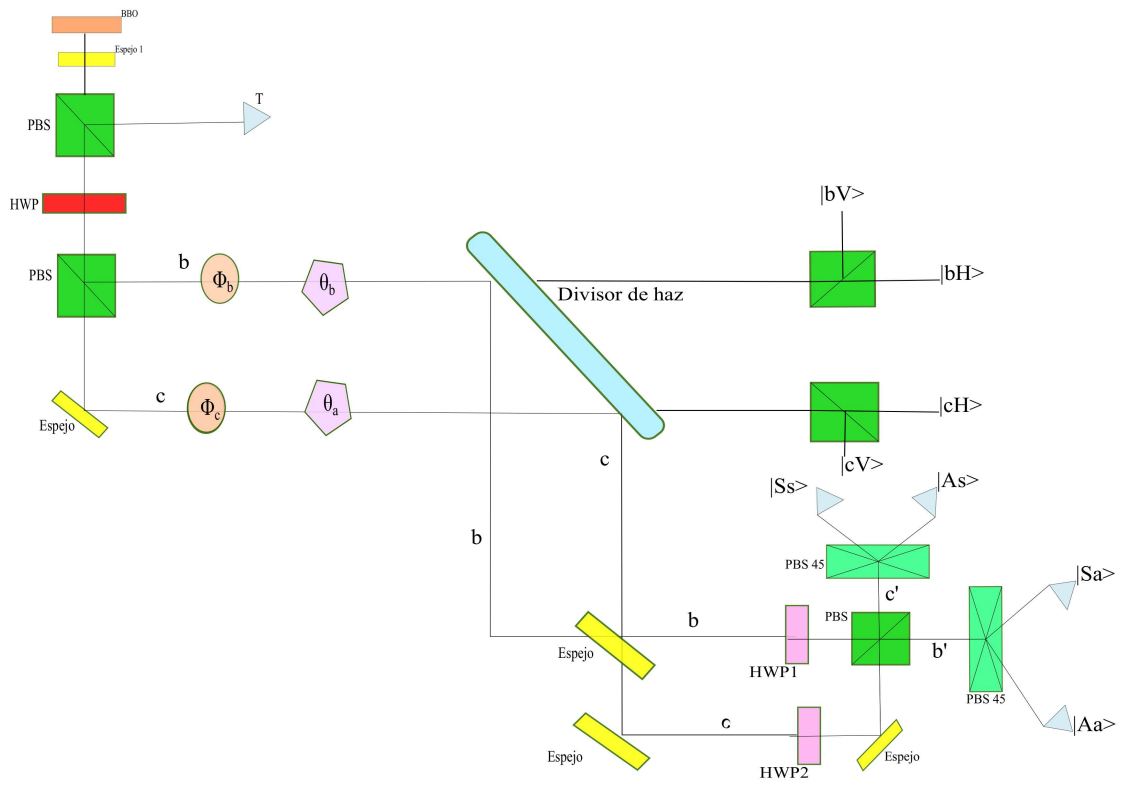 BBO
Espejo 1
T
PBS
HWP
|bV>
PBS
b
Φb
θb
|bH>
Divisor de haz
c
Φc
θa
|cH>
Espejo
c
|cV>
|Ss>
|As>
b
PBS 45
|Sa>
c'
b
PBS
Espejo
HWP1
b'
PBS 45
c
|Aa>
Espejo
HWP2
Espejo